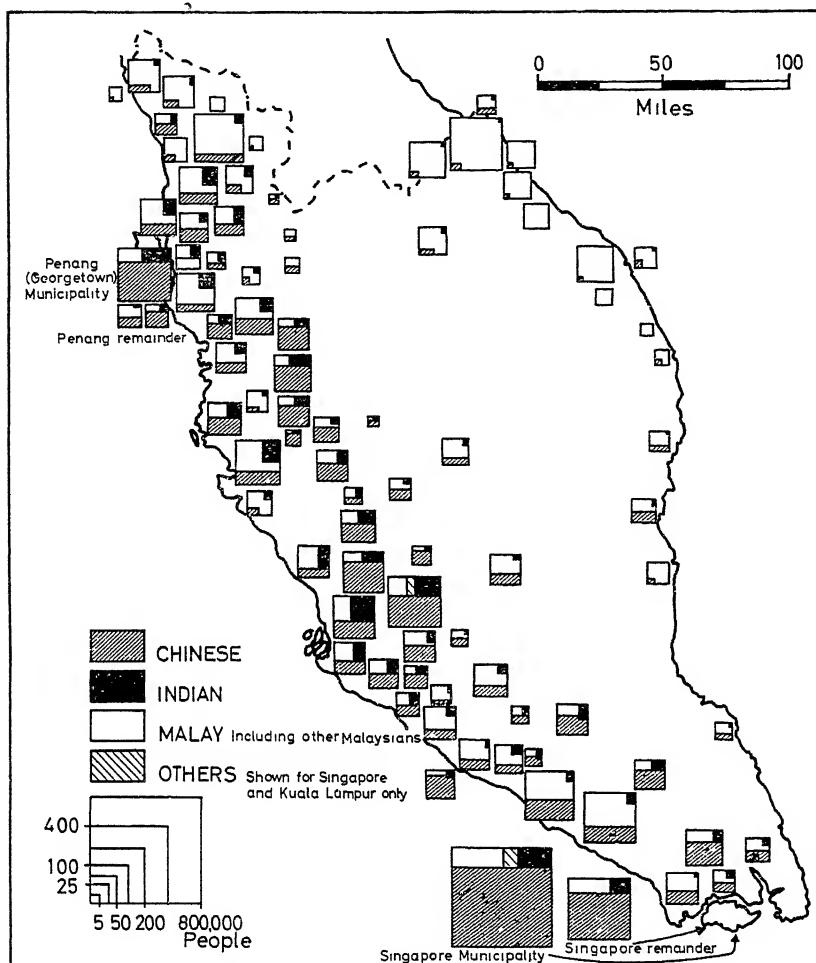 0 50 100
Miles
Penang
(Georgetown)
Municipality
Penang remainder
CHINESE
INDIAN
MALAY Including other Malaysians
OTHERS Shown for Singapore
and Kuala Lampur only
400
100
25
5 50 200 800,000
People
Singapore Municipality
Singapore remainder